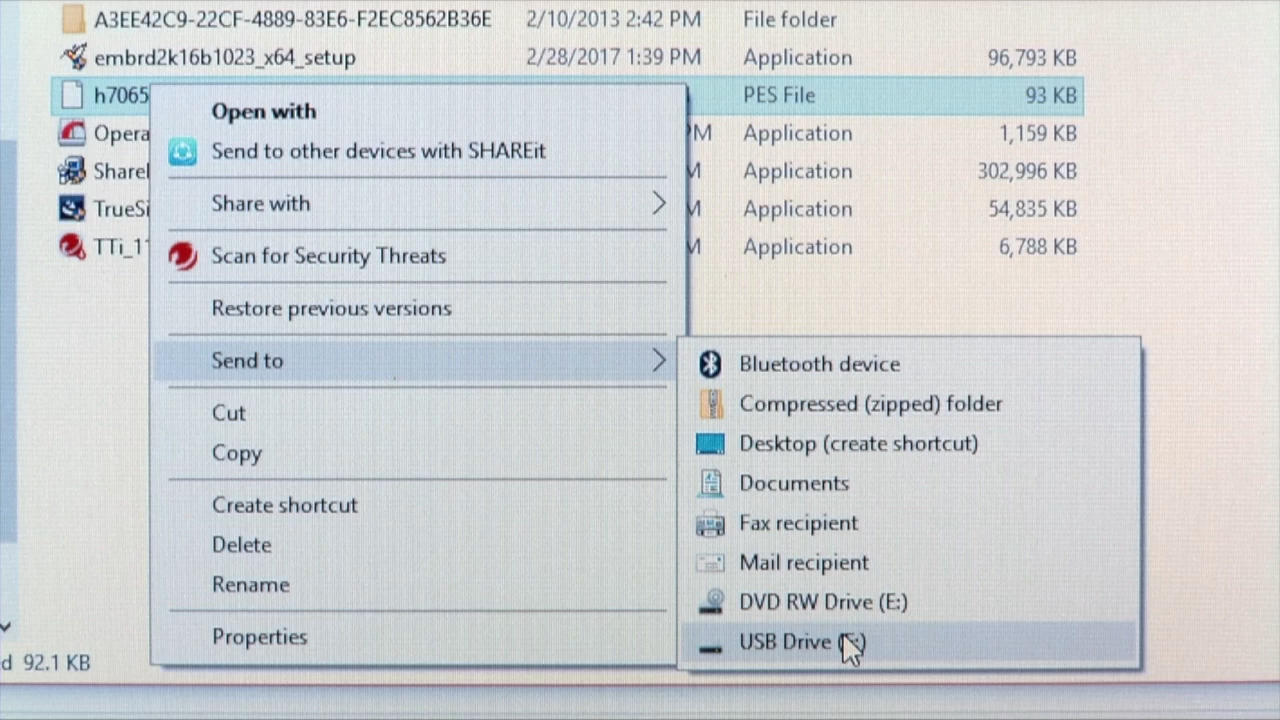 A3EE42C9-22CF-4889-83E6-F2EC8562B36E 2/10/2013 2:42 PM File folder
embrd2k16b1023_x64_setup 2/28/2017 1:39 PM Application 96,793 KB
h7065 PES File 93 KB
Opera PM Application 1,159 KB
Application 302,996 KB
TrueSi Application 54,835 KB
TTi_1 Application 6,788 KB
Open with
Send to other devices with SHAREit
Share with
Scan for Security Threats
Restore previous versions
Send to
Cut
Copy
Create shortcut
Delete
Rename
Properties
Bluetooth device
Compressed (zipped) folder
Desktop (create shortcut)
Documents
Fax recipient
Mail recipient
DVD RW Drive (E:)
USB Drive
d 92.1 KB